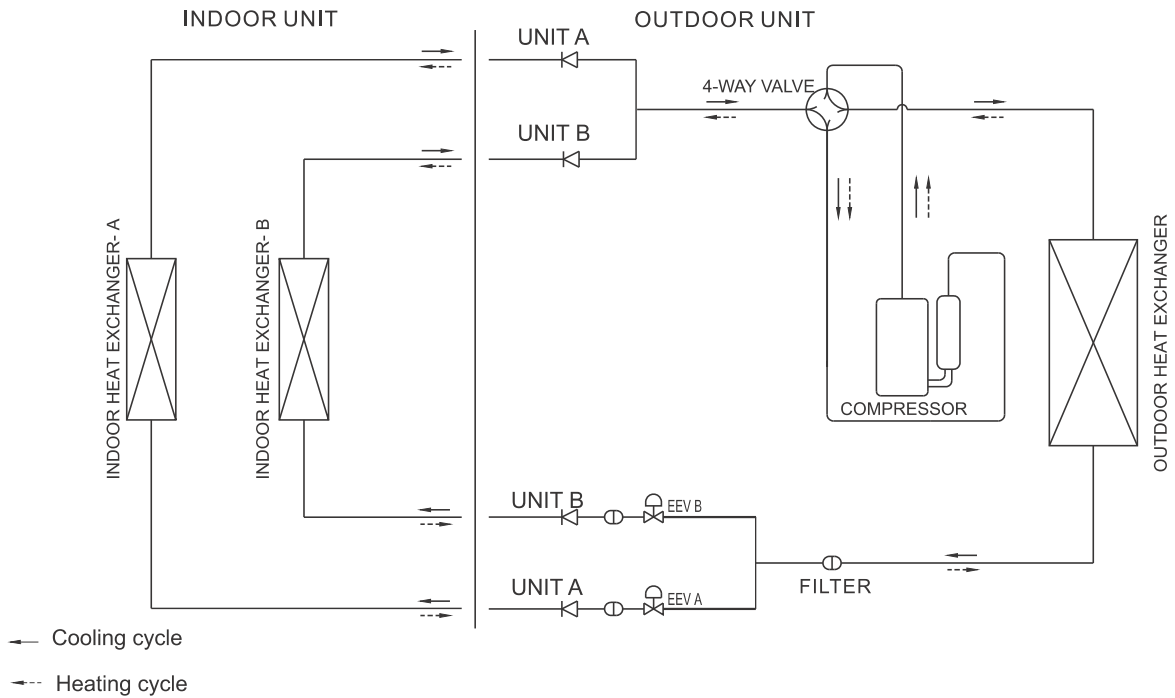 INDOOR UNIT
OUTDOOR UNIT
UNIT A
4-WAY VALVE
UNIT B
INDOOR HEAT EXCHANGER- A
INDOOR HEAT EXCHANGER- B
OUTDOOR HEAT EXCHANGER
COMPRESSOR
UNIT B
EEV B
UNIT A
EEV A
FILTER
Cooling cycle
Heating cycle